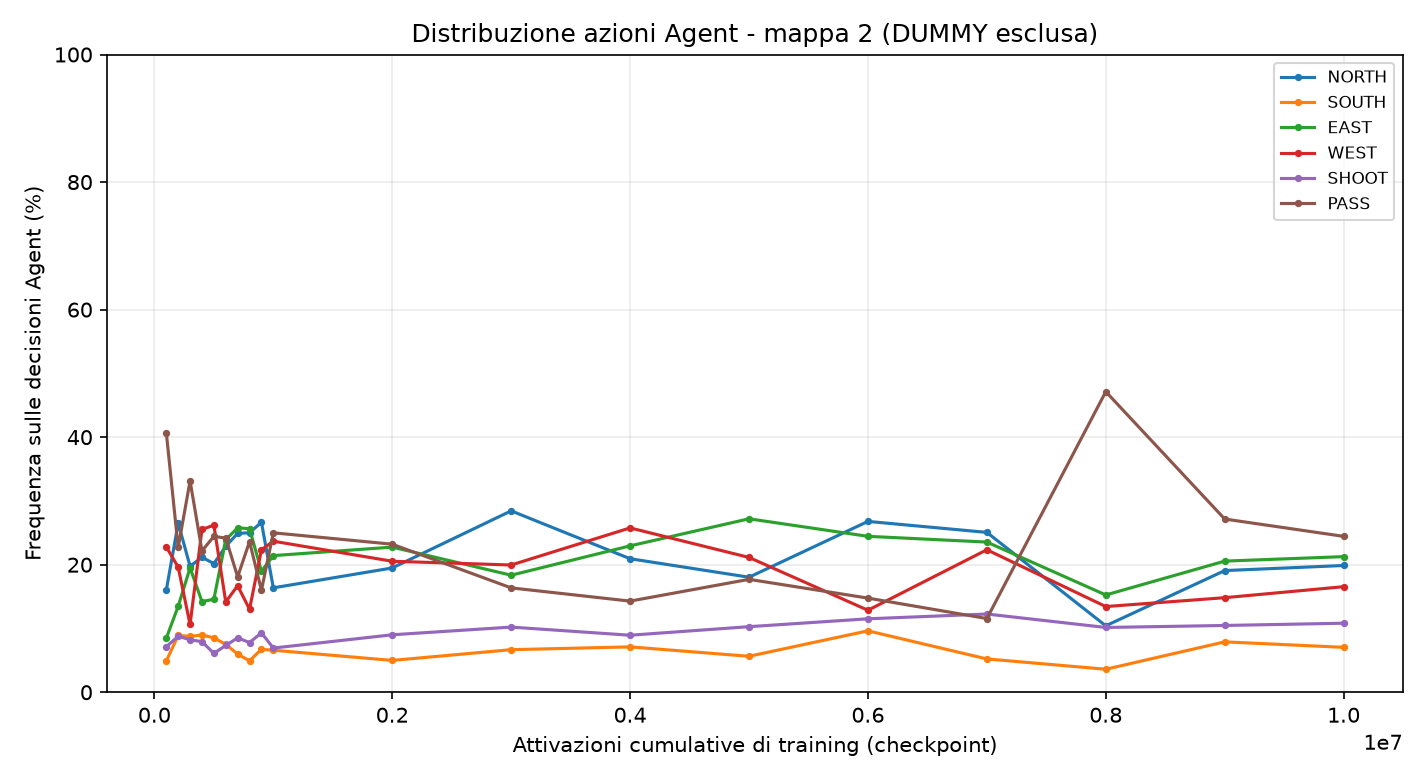 Distribuzione azioni Agent - mappa 2 (DUMMY esclusa)
Frequenza sulle decisioni Agent (%)
100
80
60
40
20
0
NORTH
SOUTH
EAST
WEST
SHOOT
PASS
0.0 0.2 0.4 0.6 0.8 1.0
1e7
Attivazioni cumulative di training (checkpoint)